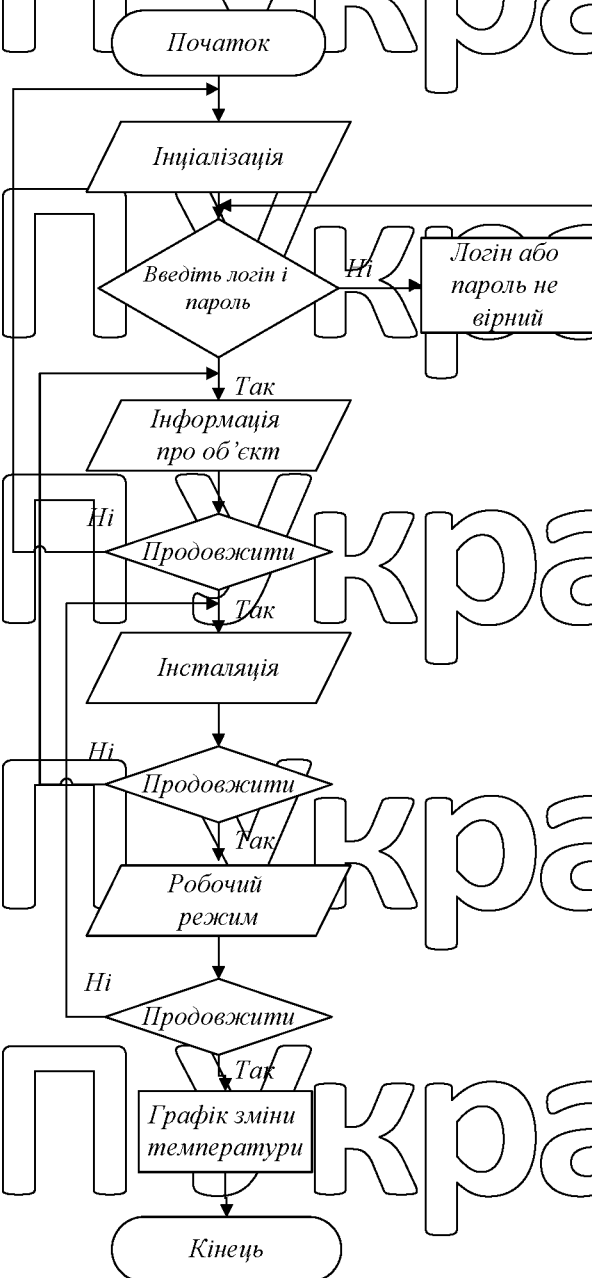 Початок
Інціалізація
Введіть логін і
пароль
Ні
Логін або
пароль не
вірний
Так
Інформація
про об’єкт
Ні
Продовжити
Так
Інсталяція
Ні
Продовжити
Так
Робочий
режим
Ні
Продовжити
Так
Графік зміни
температури
Кінець